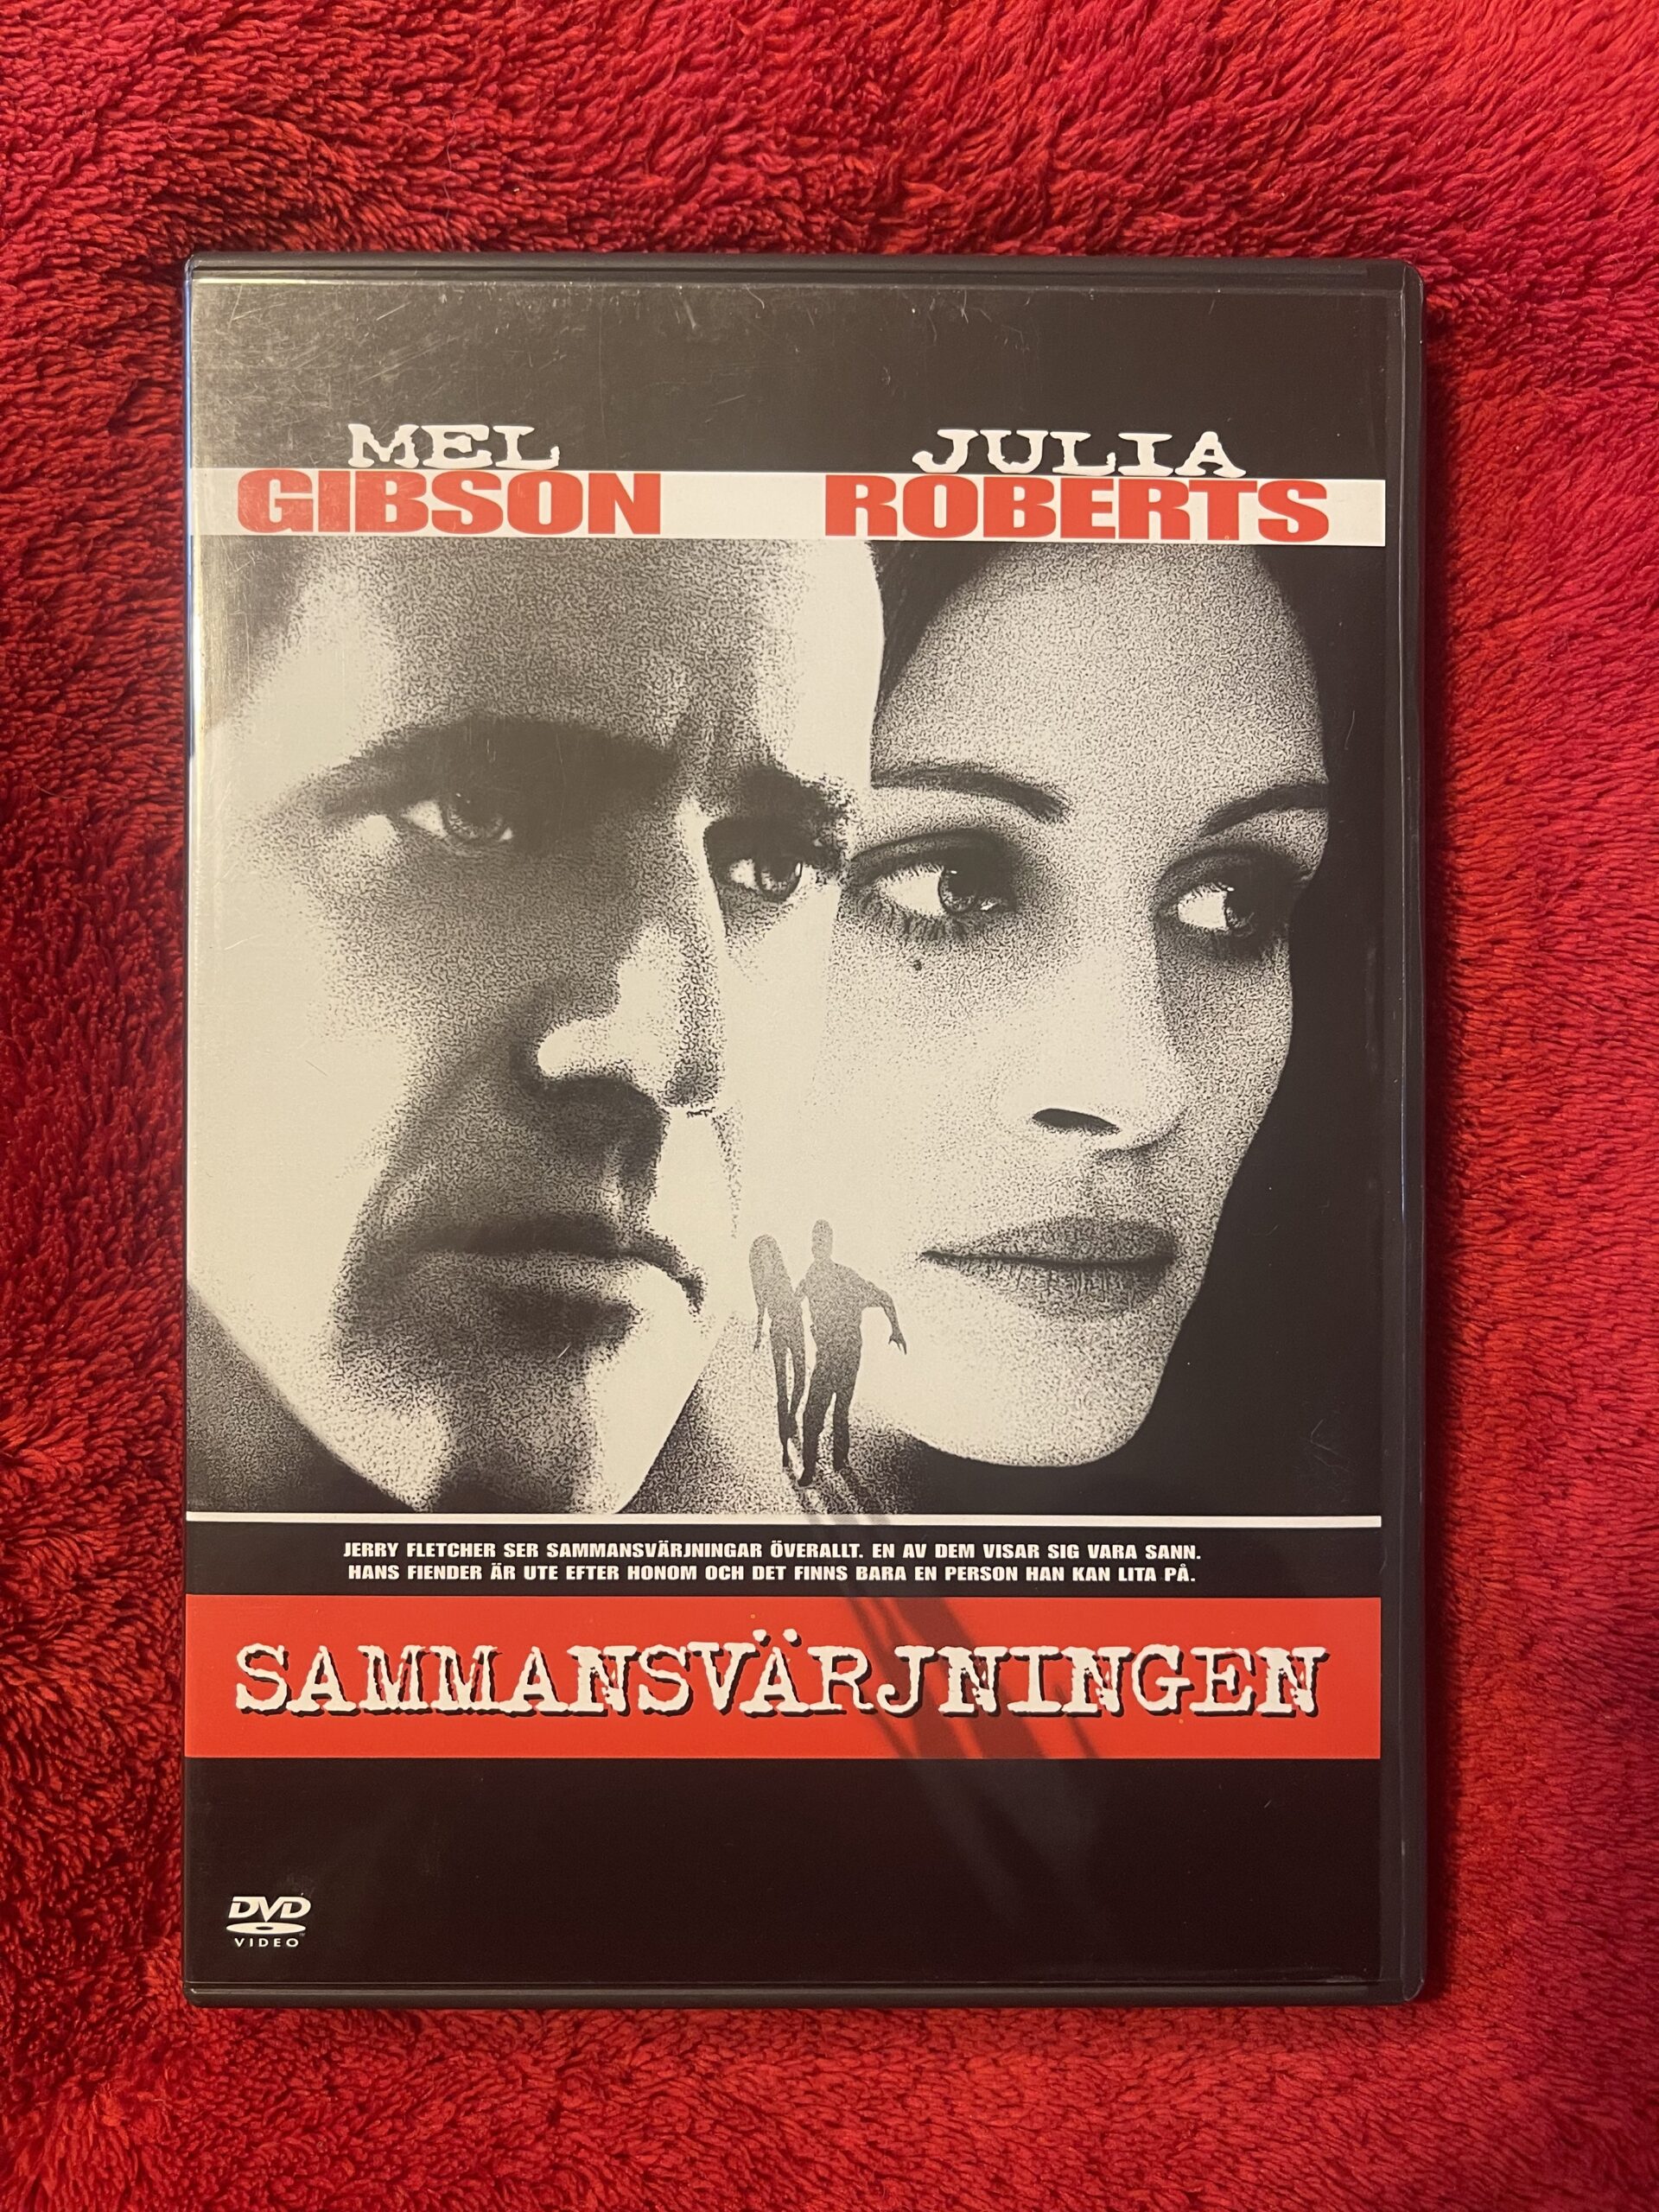 MEL JULIA
GIBSON ROBERTS
JERRY FLETCHER SER SAMMANSVÄRJNINGAR ÖVERALLT. EN AV DEM VISAR SIG VARA SANN.
HANS FIENDER ÄR UTE EFTER HONOM OCH DET FINNS BARA EN PERSON HAN KAN LITA PÅ.
SAMMANSVÄRJNINGEN
DVD
VIDEO